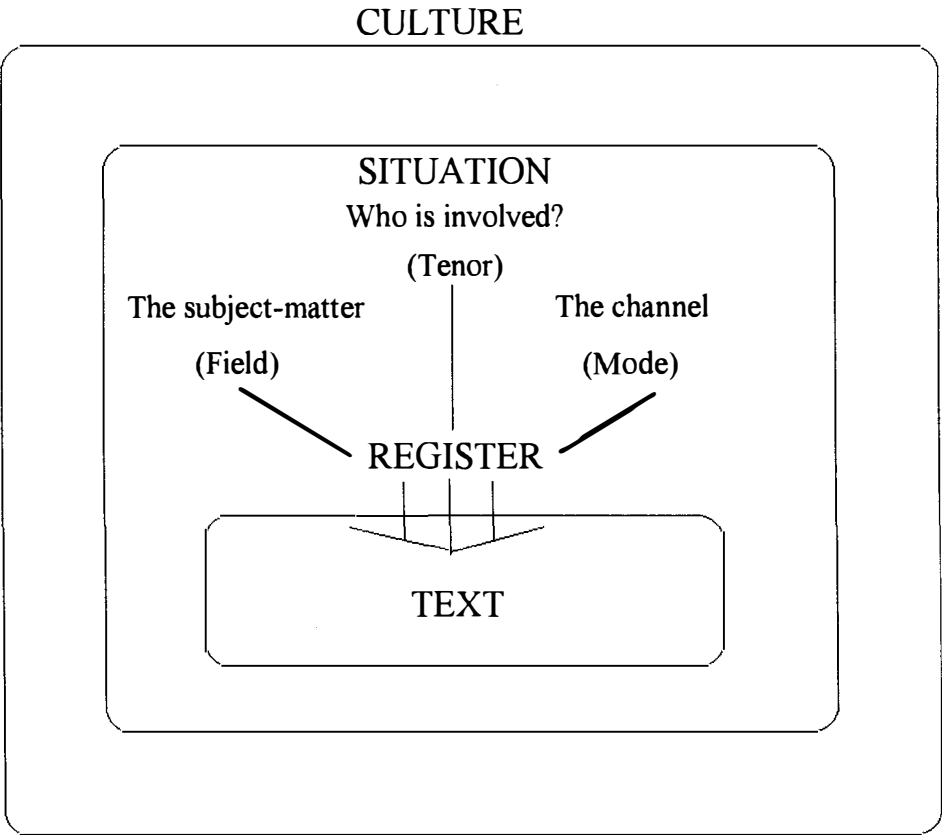 CULTURE
SITUATION
Who is involved?
(Tenor)
The subject-matter
(Field)
The channel
(Mode)
REGISTER
TEXT